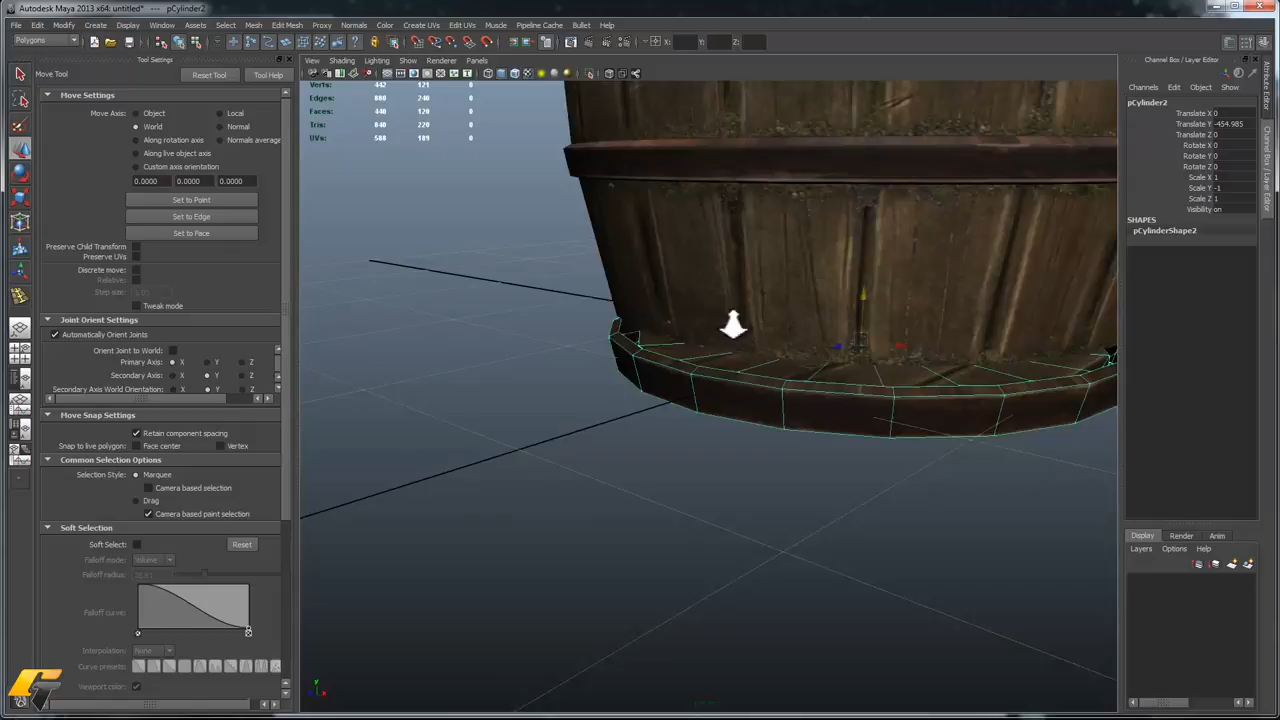 Autodesk Maya 2013 x64: untitled* --- pCylinder2
File Edit Modify Create Display Window Assets Select Mesh Edit Mesh Proxy Normals Color Create UVs Edit UVs Muscle Pipeline Cache Bullet Help
Polygons X: Y: Z:
Tool Settings
Move Tool Reset Tool Tool Help
Move Settings
Move Axis: Object Local
World Normal
Along rotation axis Normals average
Along live object axis
Custom axis orientation
0.0000 0.0000 0.0000
Set to Point
Set to Edge
Set to Face
Preserve Child Transform
Preserve UVs
Discrete move:
Relative:
Step size:
Tweak mode
Joint Orient Settings
Automatically Orient Joints
Orient Joint to World:
Primary Axis: X Y Z
Secondary Axis: X Y Z
Secondary Axis World Orientation: X Y Z
Move Snap Settings
Retain component spacing
Snap to live polygon: Face center Vertex
Common Selection Options
Selection Style: Marquee
Camera based selection
Drag
Camera based paint selection
Soft Selection
Soft Select: Reset
Falloff mode: Volume
Falloff radius:
Falloff curve:
Interpolation: None
Curve presets:
Viewport color:
View Shading Lighting Show Renderer Panels
Verts: 442 121 0
Edges: 880 240 0
Faces: 440 120 0
Tris: 840 220 0
UVs: 588 189 0
y
x
Channel Box / Layer Editor
Channels Edit Object Show
pCylinder2
Translate X 0
Translate Y -454.985
Translate Z 0
Rotate X 0
Rotate Y 0
Rotate Z 0
Scale X 1
Scale Y -1
Scale Z 1
Visibility on
SHAPES
pCylinderShape2
Display Render Anim
Layers Options Help
Attribute Editor
Channel Box / Layer Editor